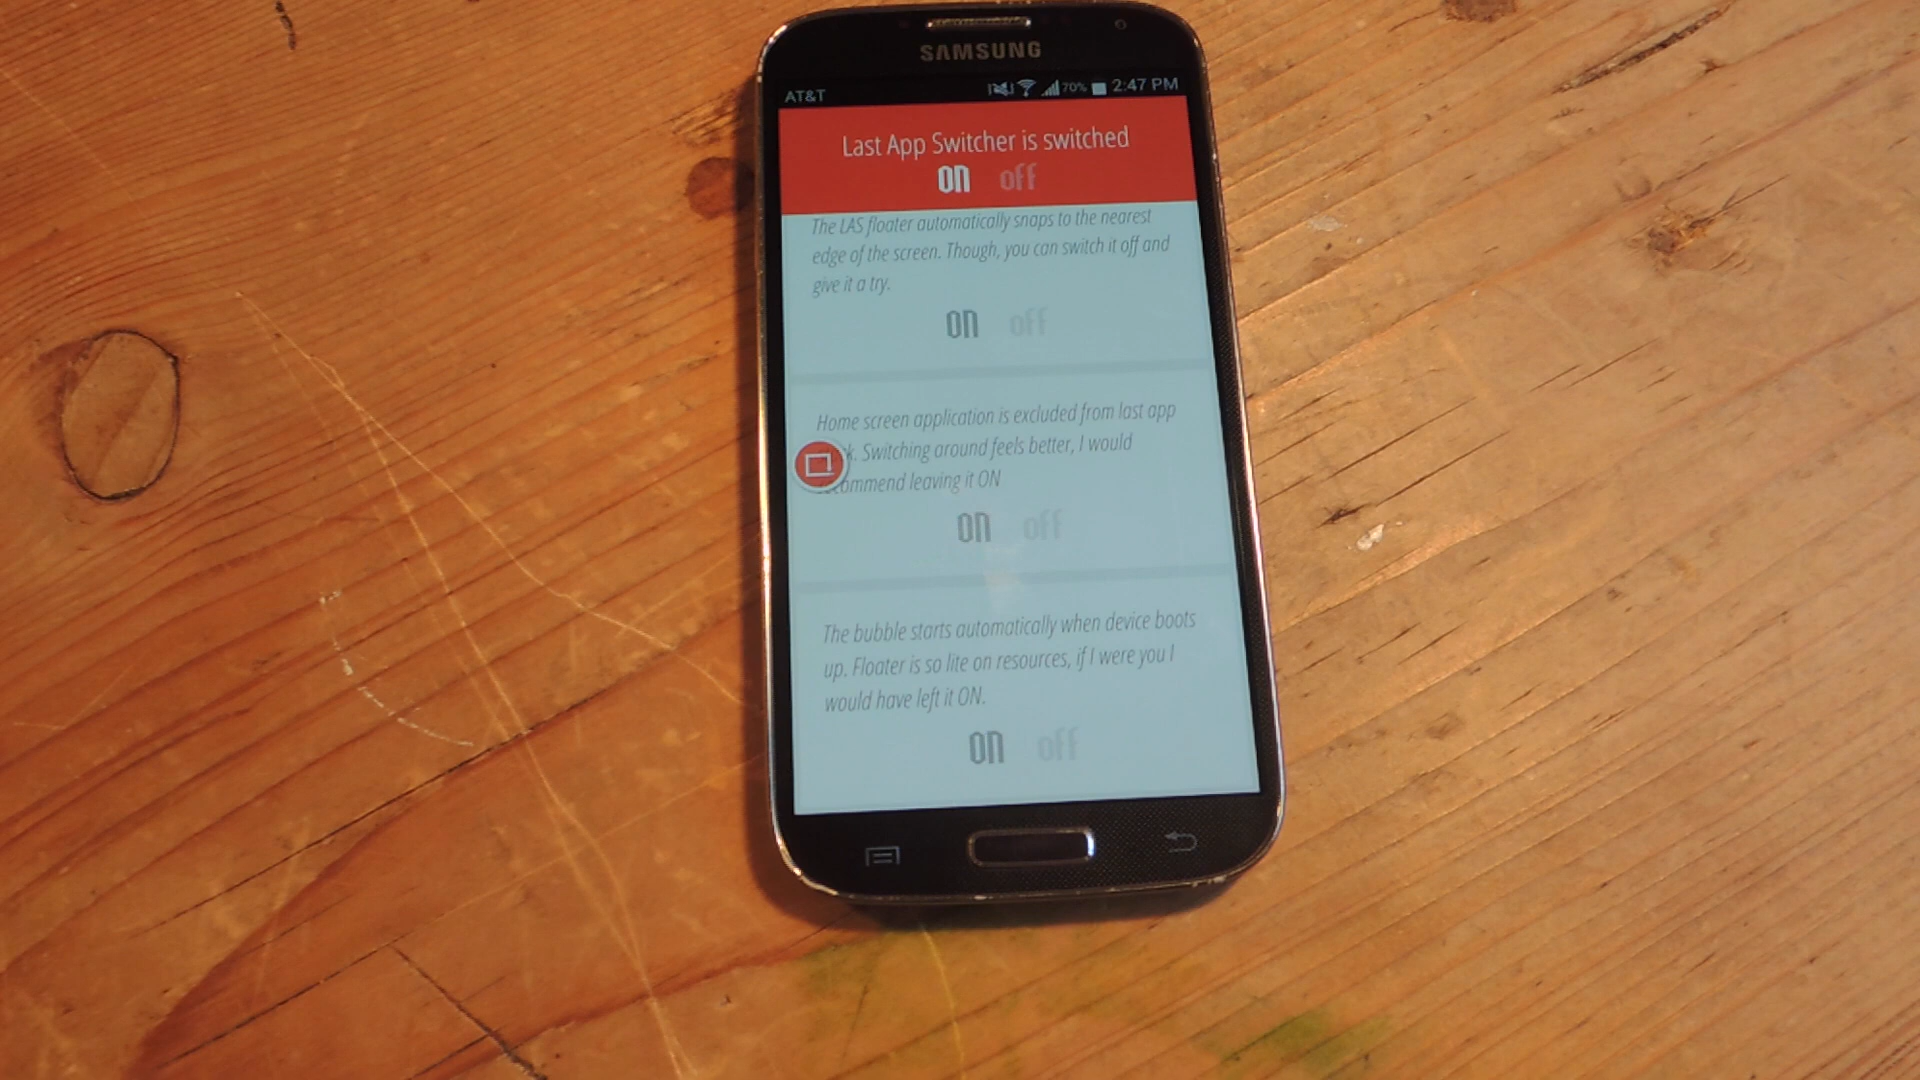 SAMSUNG
AT&T 70% 2:47 PM
Last App Switcher is switched
on off
The LAS floater automatically snaps to the nearest
edge of the screen. Though, you can switch it off and
give it a try.
on off
Home screen application is excluded from last app
k. Switching around feels better, I would
commend leaving it ON
on off
The bubble starts automatically when device boots
up. Floater is so lite on resources, if I were you I
would have left it ON.
on off